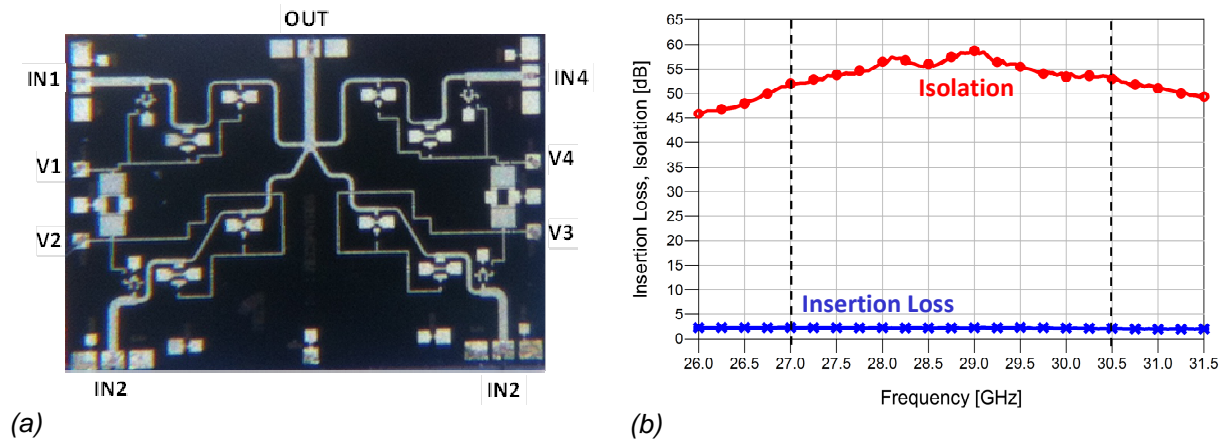 OUT
IN1
IN4
V1
V4
V2
V3
IN2
IN2
(a)
65
60
55
50
45
40
35
30
25
20
15
10
5
0
Insertion Loss, Isolation [dB]
Isolation
Insertion Loss
26.0 26.5 27.0 27.5 28.0 28.5 29.0 29.5 30.0 30.5 31.0 31.5
Frequency [GHz]
(b)